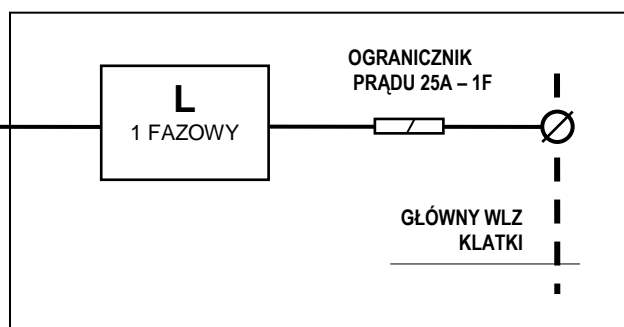 OGRANICZNIK
PRĄDU 25A – 1F
L
1 FAZOWY
GŁÓWNY WLZ
KLATKI